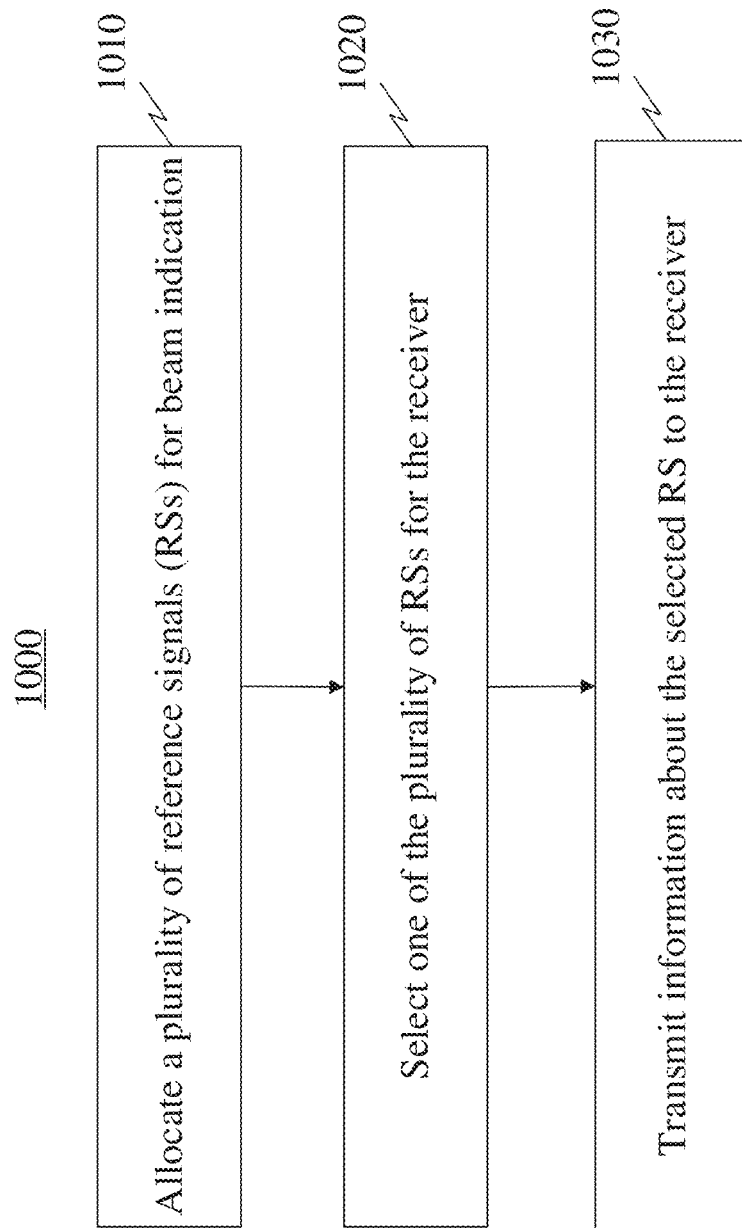 1000
Allocate a plurality of reference signals (RSs) for beam indication
1010
Select one of the plurality of RSs for the receiver
1020
Transmit information about the selected RS to the receiver
1030